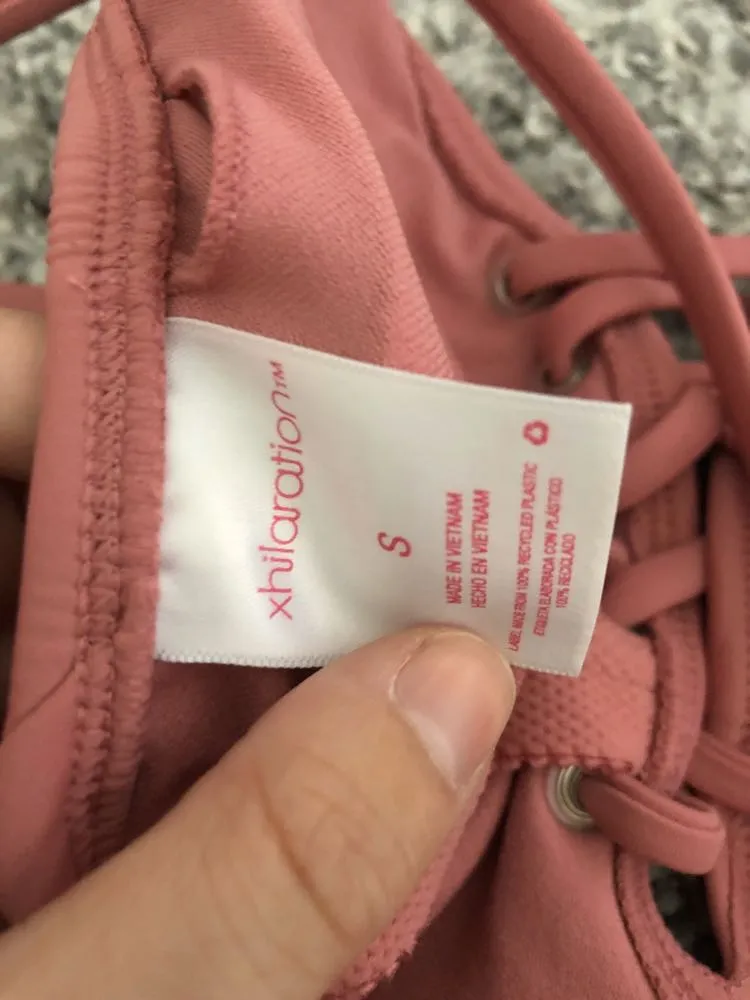 xhilaration™
S
MADE IN VIETNAM
HECHO EN VIETNAM
LABEL MADE FROM 100% RECYCLED PLASTIC
ETIQUETA ELABORADA CON PLÁSTICO
100% RECICLADO